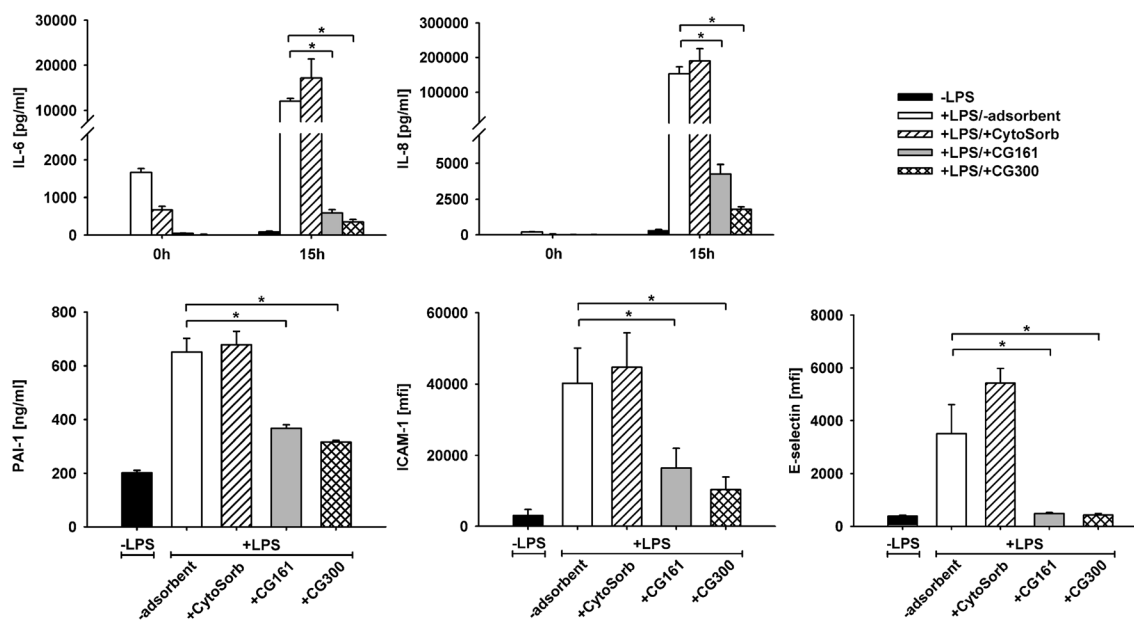 IL-6 [pg/ml]
30000
20000
10000
2000
1000
0
*
*
0h
15h
IL-8 [pg/ml]
300000
200000
100000
5000
2500
0
*
*
0h
15h
-LPS
+LPS/-adsorbent
+LPS/+CytoSorb
+LPS/+CG161
+LPS/+CG300
PAI-1 [ng/ml]
800
600
400
200
0
*
*
-LPS
+LPS
-adsorbent
+CytoSorb
+CG161
+CG300
ICAM-1 [mfi]
60000
40000
20000
0
*
*
-LPS
+LPS
-adsorbent
+CytoSorb
+CG161
+CG300
E-selectin [mfi]
8000
6000
4000
2000
0
*
*
-LPS
+LPS
-adsorbent
+CytoSorb
+CG161
+CG300